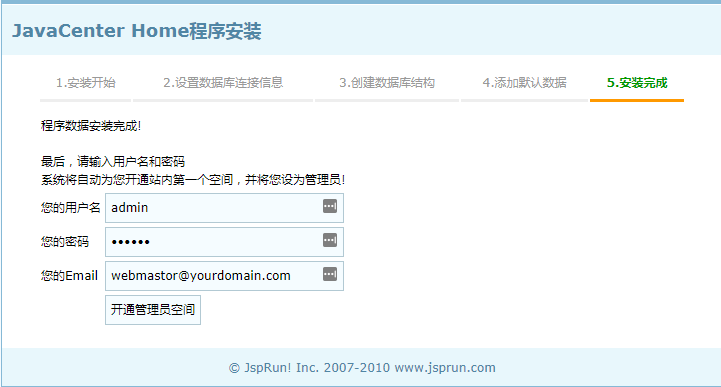 JavaCenter Home程序安装
1.安装开始 2.设置数据库连接信息 3.创建数据库结构 4.添加默认数据 5.安装完成
程序数据安装完成!
最后，请输入用户名和密码
系统将自动为您开通站内第一个空间，并将您设为管理员!
您的用户名 admin
您的密码 ••••••
您的Email webmastor@yourdomain.com
开通管理员空间
© JspRun! Inc. 2007-2010 www.jsprun.com